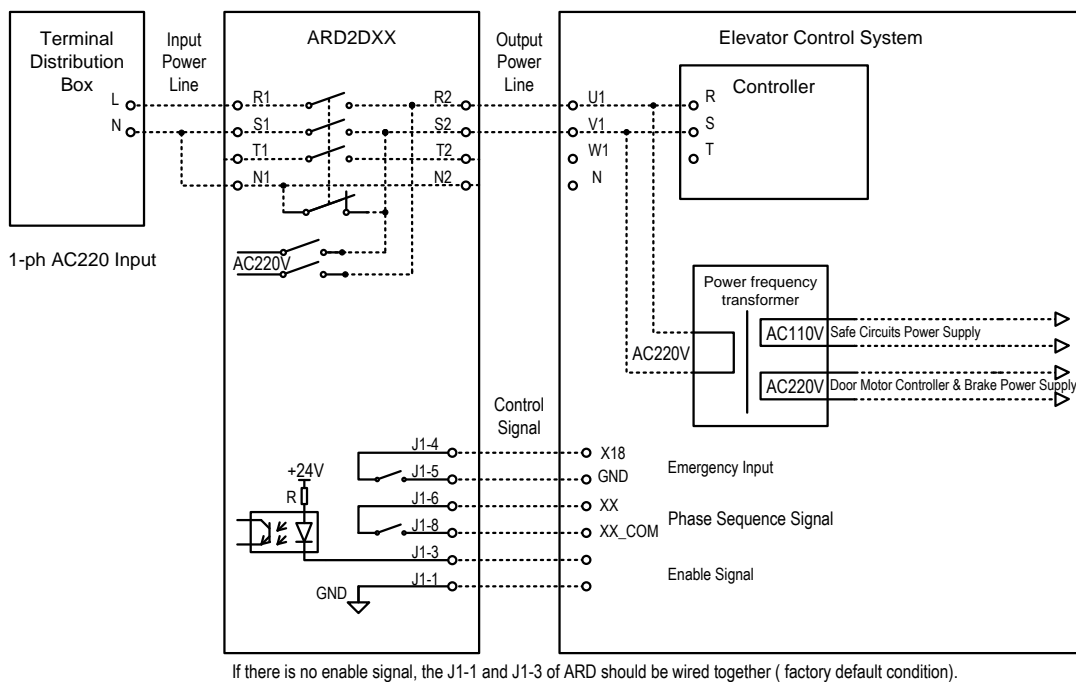 Terminal
Distribution
Box
L
N
1-ph AC220 Input
Input
Power
Line
ARD2DXX
R1
R2
S1
S2
T1
T2
N1
N2
AC220V
Output
Power
Line
Elevator Control System
Controller
U1
R
V1
S
W1
T
N
Power frequency
transformer
AC220V
AC110V
Safe Circuits Power Supply
AC220V
Door Motor Controller & Brake Power Supply
Control
Signal
+24V
R
GND
J1-4
J1-5
J1-6
J1-8
J1-3
J1-1
X18
GND
Emergency Input
XX
XX_COM
Phase Sequence Signal
Enable Signal
If there is no enable signal, the J1-1 and J1-3 of ARD should be wired together ( factory default condition).